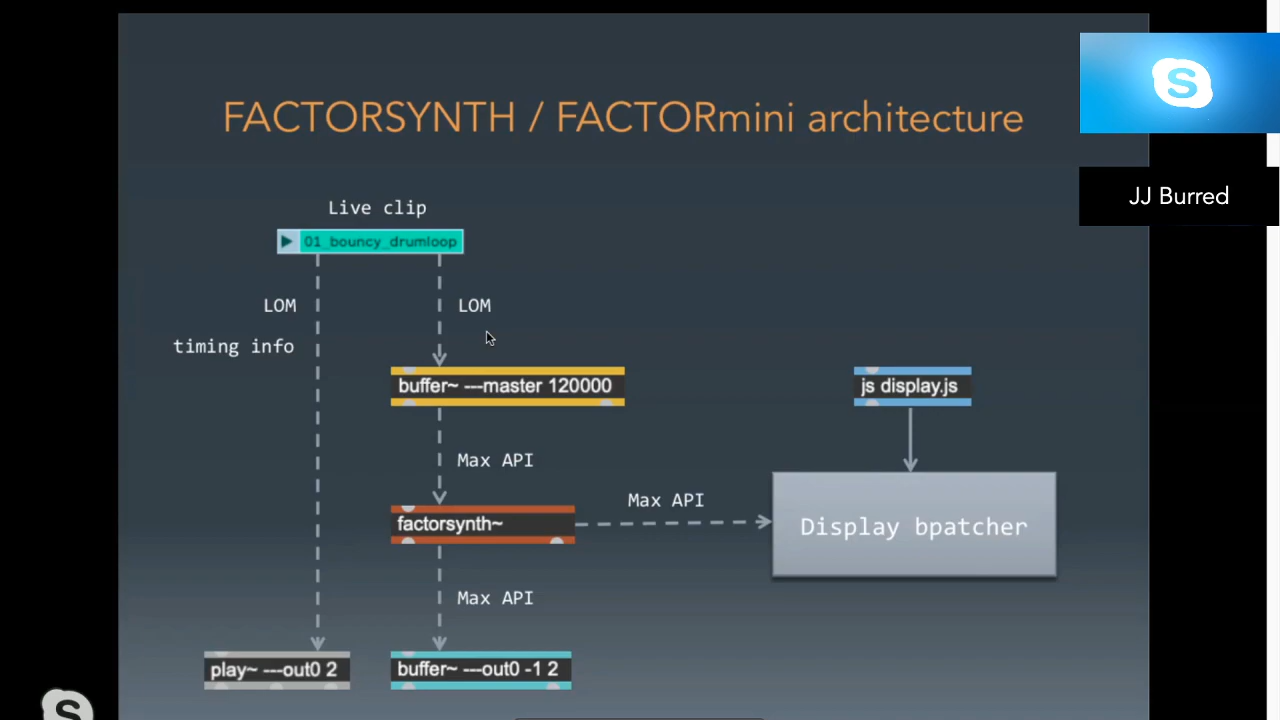 FACTORSYNTH / FACTORmini architecture
S
JJ Burred
Live clip
01_bouncy_drumloop
LOM
LOM
timing info
buffer~ ---master 120000
js display.js
Max API
Max API
factorsynth~
Display bpatcher
Max API
play~ ---out0 2
buffer~ ---out0 -1 2
S